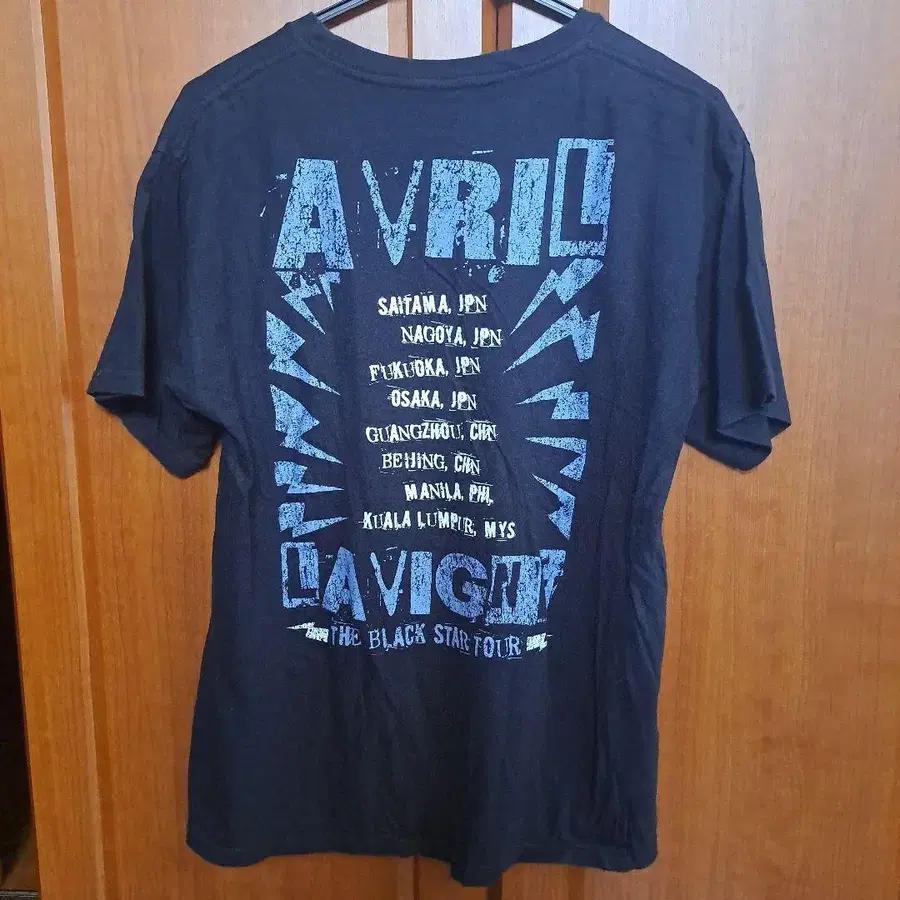 AVRIL
SAITAMA, JPN
NAGOYA, JPN
FUKUOKA, JPN
OSAKA, JPN
GUANGZHOU, CHN
BEIJING, CHN
MANILA, PHL
KUALA LUMPUR, MYS
LAVIGNE
THE BLACK STAR TOUR